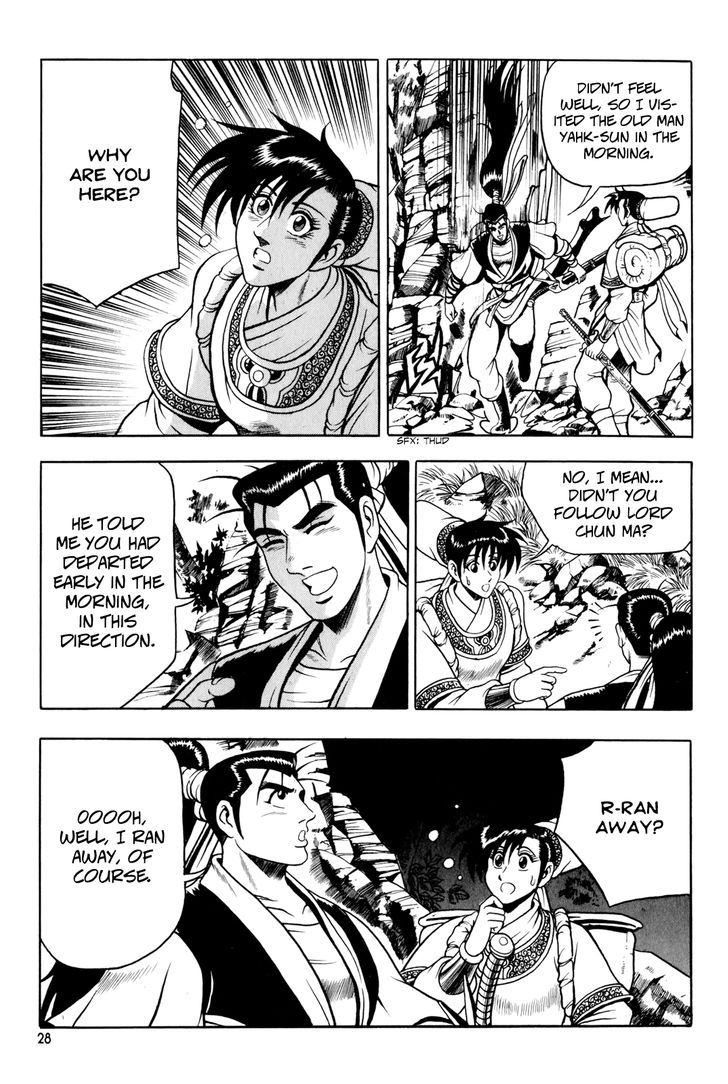 WHY
ARE YOU
HERE?
DIDN'T FEEL
WELL, SO I VIS-
ITED THE OLD MAN
YAHK-SUN IN THE
MORNING.
SFX: THUD
HE TOLD
ME YOU HAD
DEPARTED
EARLY IN THE
MORNING,
IN THIS
DIRECTION.
NO, I MEAN...
DIDN'T YOU
FOLLOW LORD
CHUN MA?
OOOOH,
WELL, I RAN
AWAY, OF
COURSE.
R-RAN
AWAY?
28